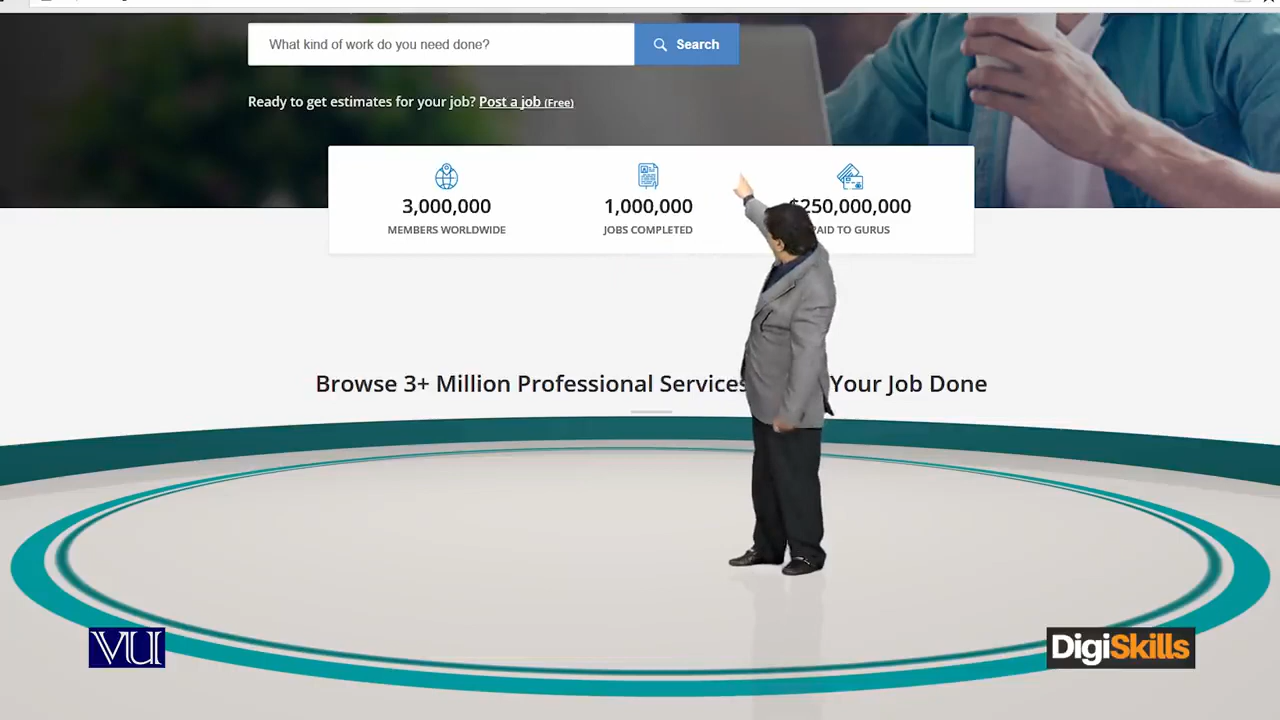 What kind of work do you need done?
Search
Ready to get estimates for your job? Post a job (Free)
3,000,000
1,000,000
$250,000,000
MEMBERS WORLDWIDE
JOBS COMPLETED
PAID TO GURUS
Browse 3+ Million Professional Services Your Job Done
VU
DigiSkills